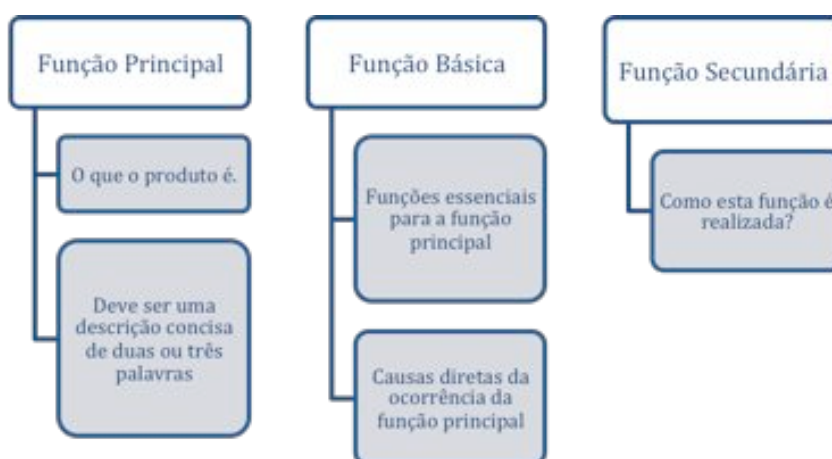 Função Principal
O que o produto é.
Deve ser uma
descrição concisa
de duas ou três
palavras
Função Básica
Funções essenciais
para a função
principal
Causas diretas da
ocorrência da
função principal
Função Secundária
Como esta função é
realizada?